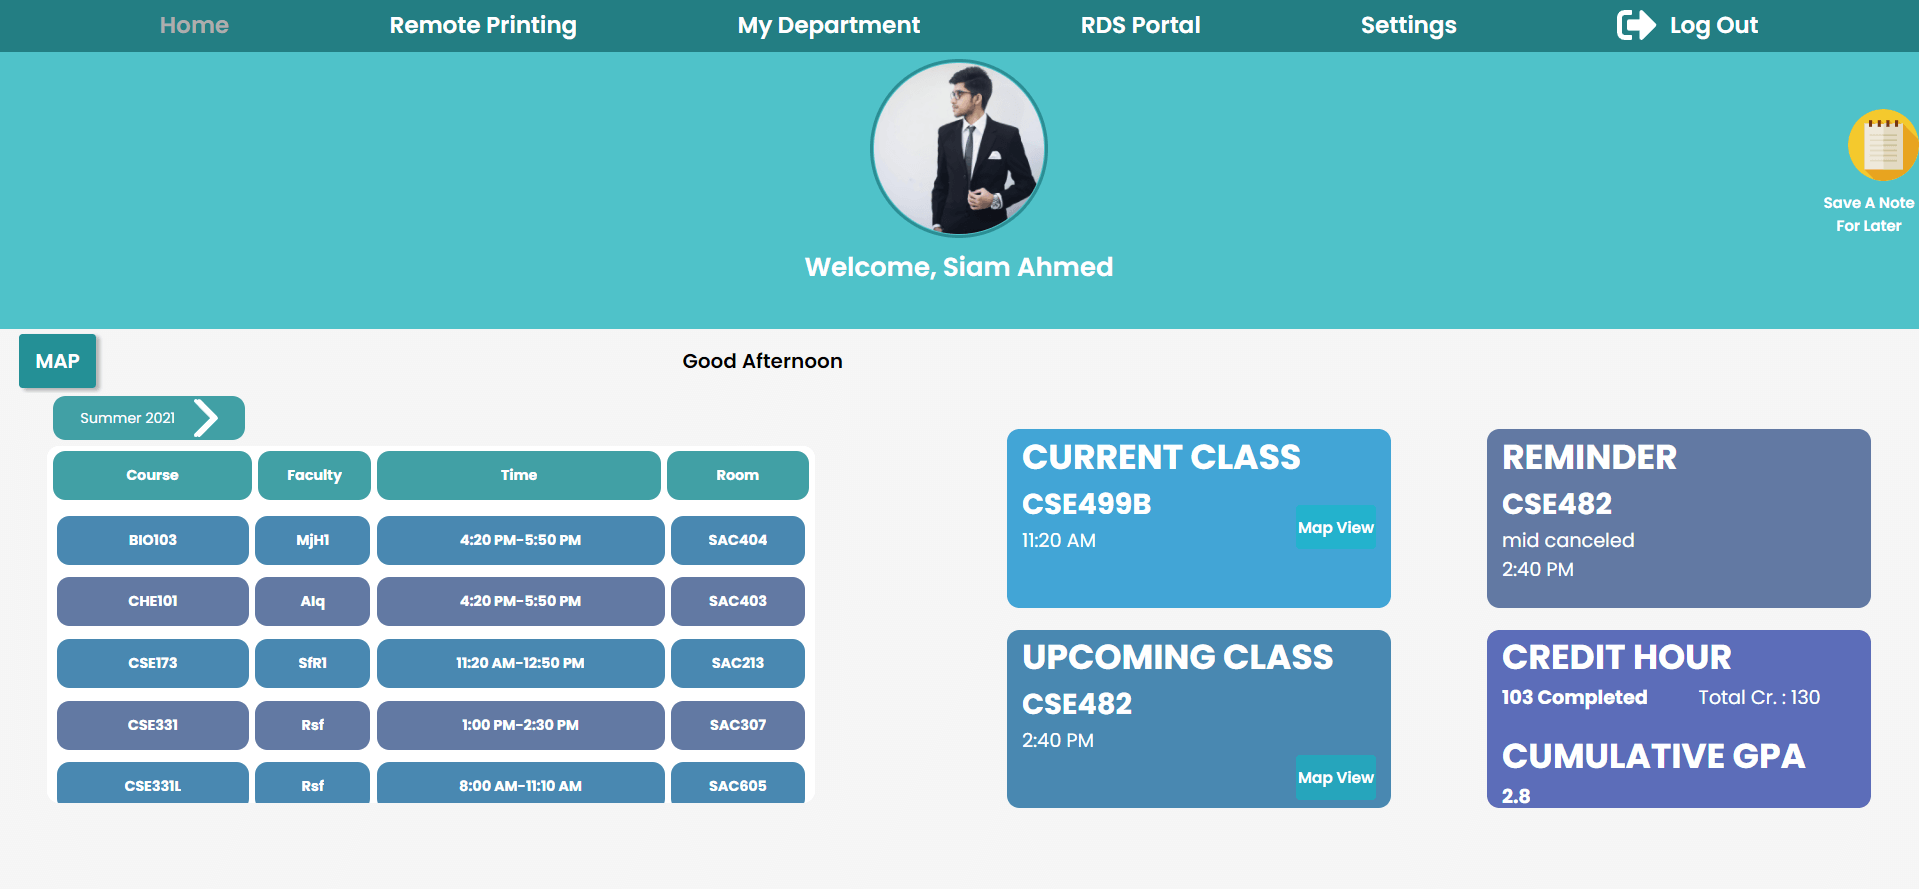 Home Remote Printing My Department RDS Portal Settings Log Out
Save A Note
For Later
Welcome, Siam Ahmed
MAP
Good Afternoon
Summer 2021
Course Faculty Time Room
BIO103 MjH1 4:20 PM-5:50 PM SAC404
CHE101 Alq 4:20 PM-5:50 PM SAC403
CSE173 SfR1 11:20 AM-12:50 PM SAC213
CSE331 Rsf 1:00 PM-2:30 PM SAC307
CSE331L Rsf 8:00 AM-11:10 AM SAC605
CURRENT CLASS
CSE499B
11:20 AM
Map View
REMINDER
CSE482
mid canceled
2:40 PM
UPCOMING CLASS
CSE482
2:40 PM
Map View
CREDIT HOUR
103 Completed Total Cr. : 130
CUMULATIVE GPA
2.8